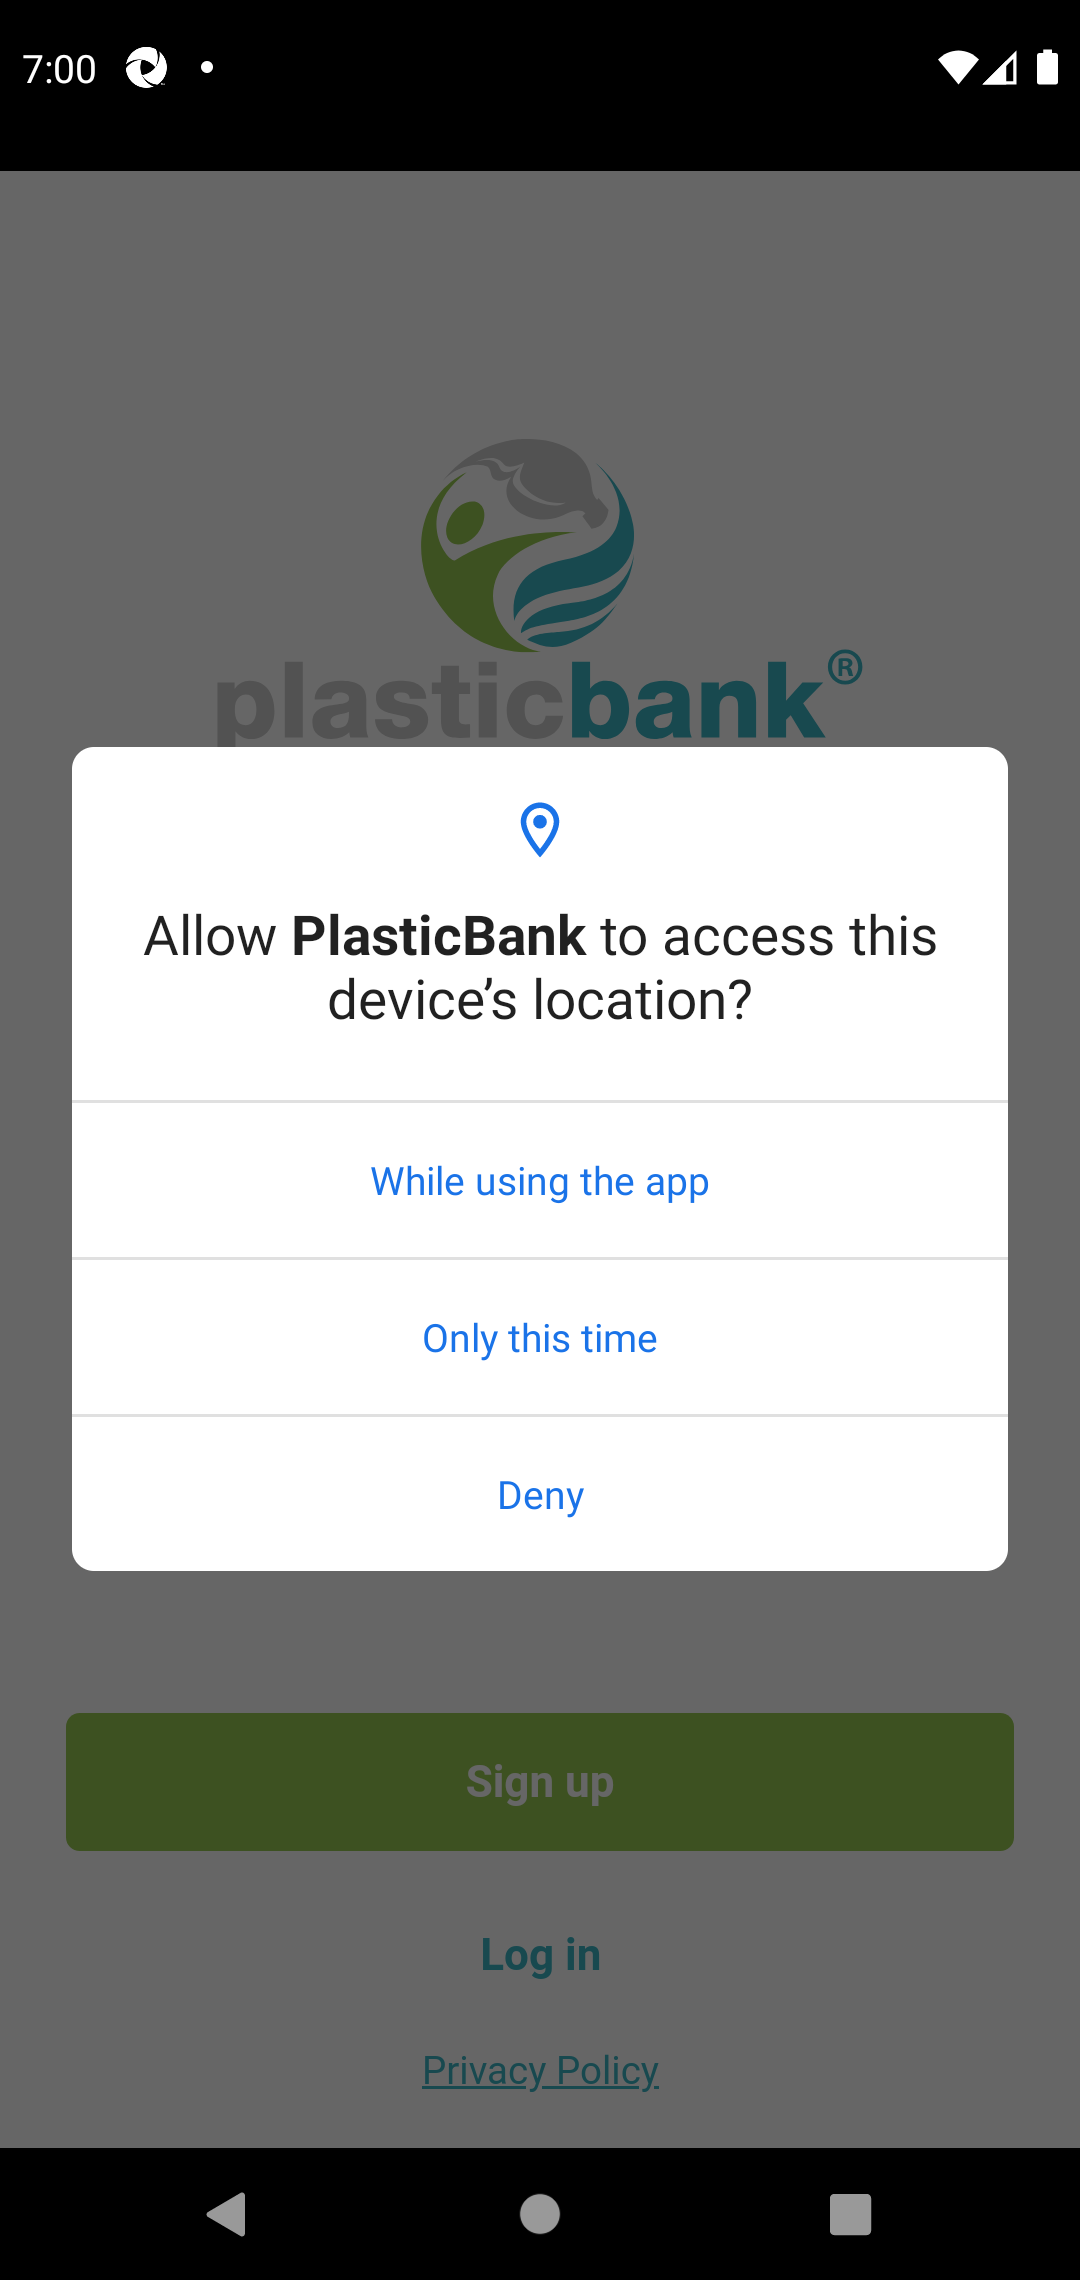 7:00
plasticbank®
Allow PlasticBank to access this
device’s location?
While using the app
Only this time
Deny
Sign up
Log in
Privacy Policy